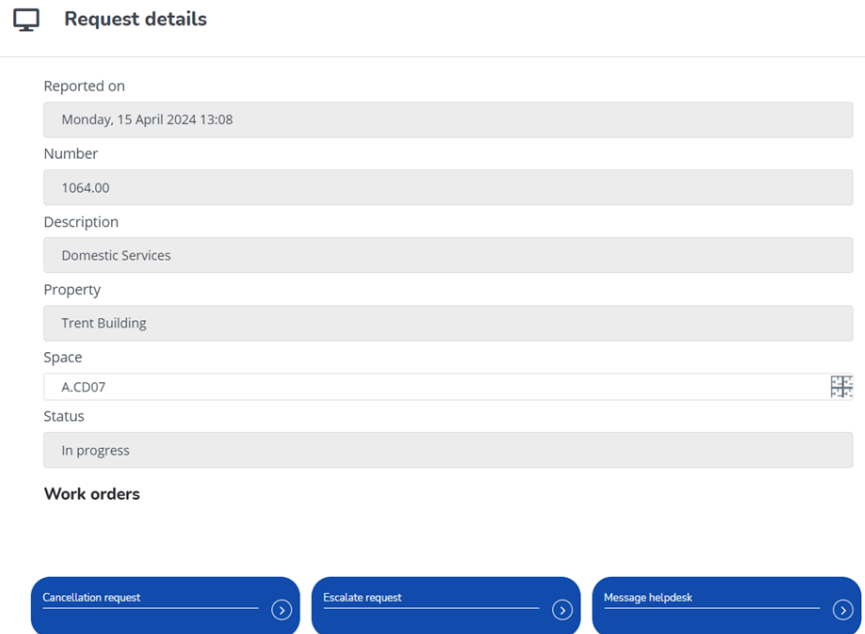 Request details
Reported on
Monday, 15 April 2024 13:08
Number
1064.00
Description
Domestic Services
Property
Trent Building
Space
A.CD07
Status
In progress
Work orders
Cancellation request
Escalate request
Message helpdesk